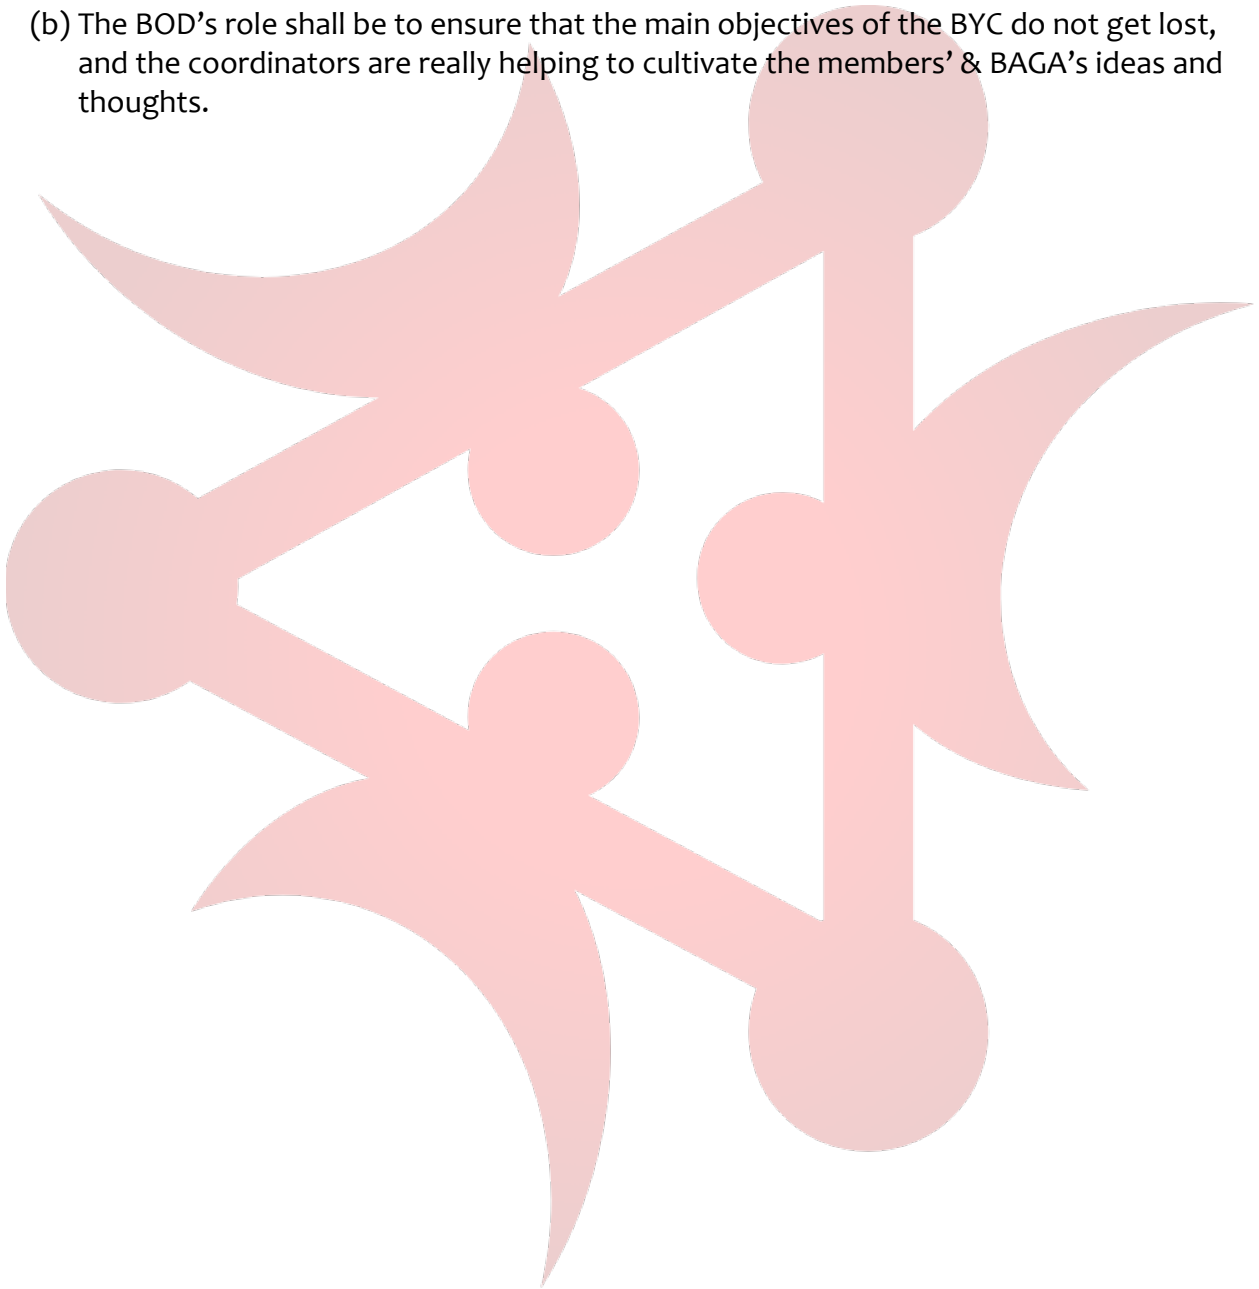 (b) The BOD’s role shall be to ensure that the main objectives of the BYC do not get lost,
and the coordinators are really helping to cultivate the members’ & BAGA’s ideas and
thoughts.